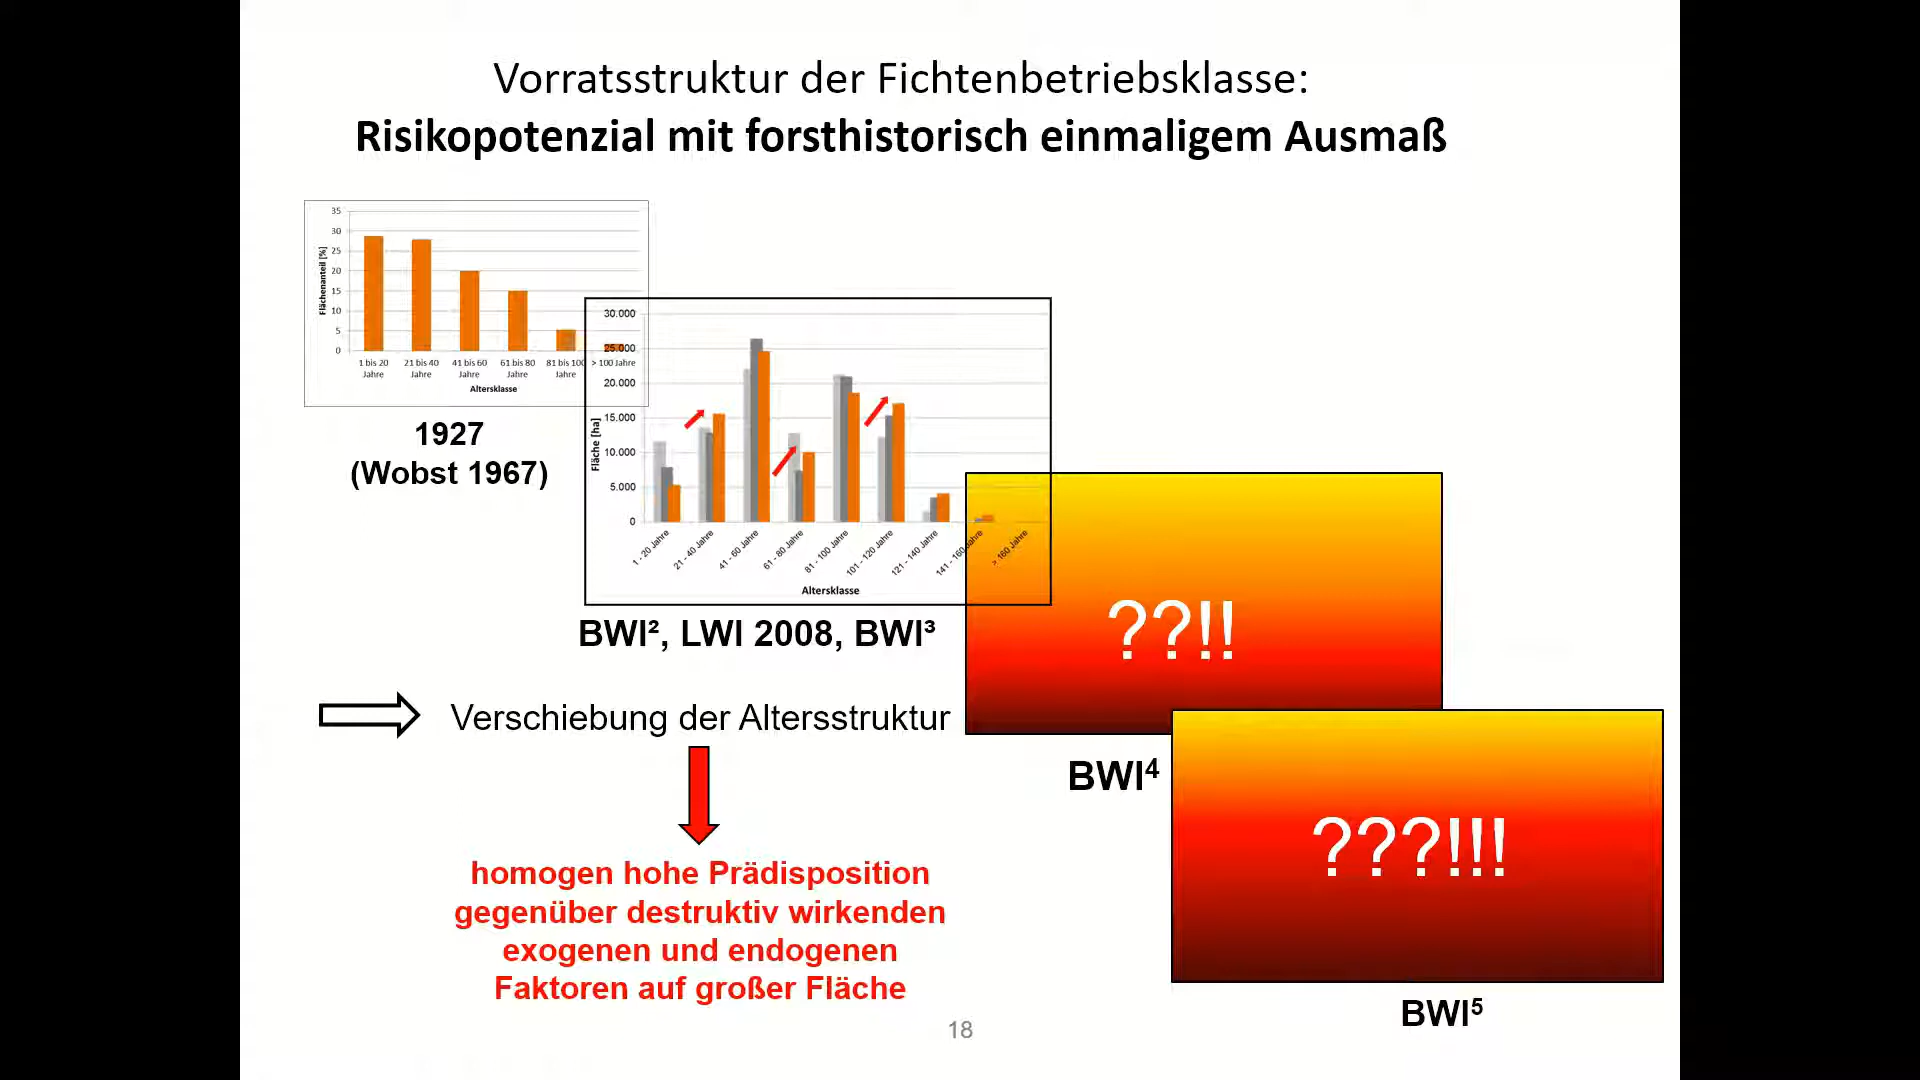 Vorratsstruktur der Fichtenbetriebsklasse:
Risikopotenzial mit forsthistorisch einmaligem Ausmaß
Flächenanteil [%]
35
30
25
20
15
10
5
0
1 bis 20 Jahre
21 bis 40 Jahre
41 bis 60 Jahre
61 bis 80 Jahre
81 bis 100 Jahre
> 100 Jahre
Altersklasse
1927
(Wobst 1967)
Fläche [ha]
30.000
25.000
20.000
15.000
10.000
5.000
0
1 - 20 Jahre
21 - 40 Jahre
41 - 60 Jahre
61 - 80 Jahre
81 - 100 Jahre
101 - 120 Jahre
121 - 140 Jahre
141 - 160 Jahre
> 160 Jahre
Altersklasse
BWI², LWI 2008, BWI³
??!!
BWI⁴
???!!!
BWI⁵
Verschiebung der Altersstruktur
homogen hohe Prädisposition
gegenüber destruktiv wirkenden
exogenen und endogenen
Faktoren auf großer Fläche
18